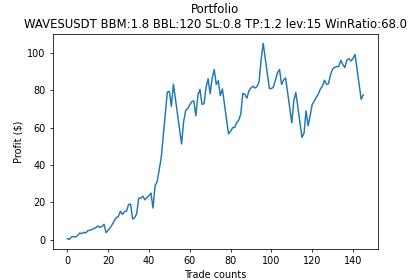 Portfolio
WAVESUSDT BBM:1.8 BBL:120 SL:0.8 TP:1.2 lev:15 WinRatio:68.0
100
80
60
40
20
0
Profit ($)
0 20 40 60 80 100 120 140
Trade counts